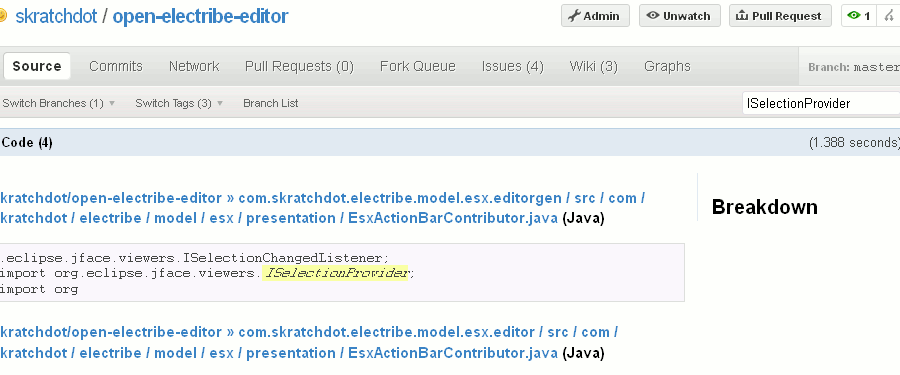 skratchdot / open-electribe-editor
Admin Unwatch Pull Request 1
Source Commits Network Pull Requests (0) Fork Queue Issues (4) Wiki (3) Graphs Branch: master
Switch Branches (1) Switch Tags (3) Branch List ISelectionProvider
Code (4) (1.388 seconds)
kratchdot/open-electribe-editor » com.skratchdot.electribe.model.esx.editorgen / src / com /
kratchdot / electribe / model / esx / presentation / EsxActionBarContributor.java (Java)
Breakdown
.eclipse.jface.viewers.ISelectionChangedListener;
import org.eclipse.jface.viewers.ISelectionProvider;
import org
kratchdot/open-electribe-editor » com.skratchdot.electribe.model.esx.editor / src / com /
kratchdot / electribe / model / esx / presentation / EsxActionBarContributor.java (Java)